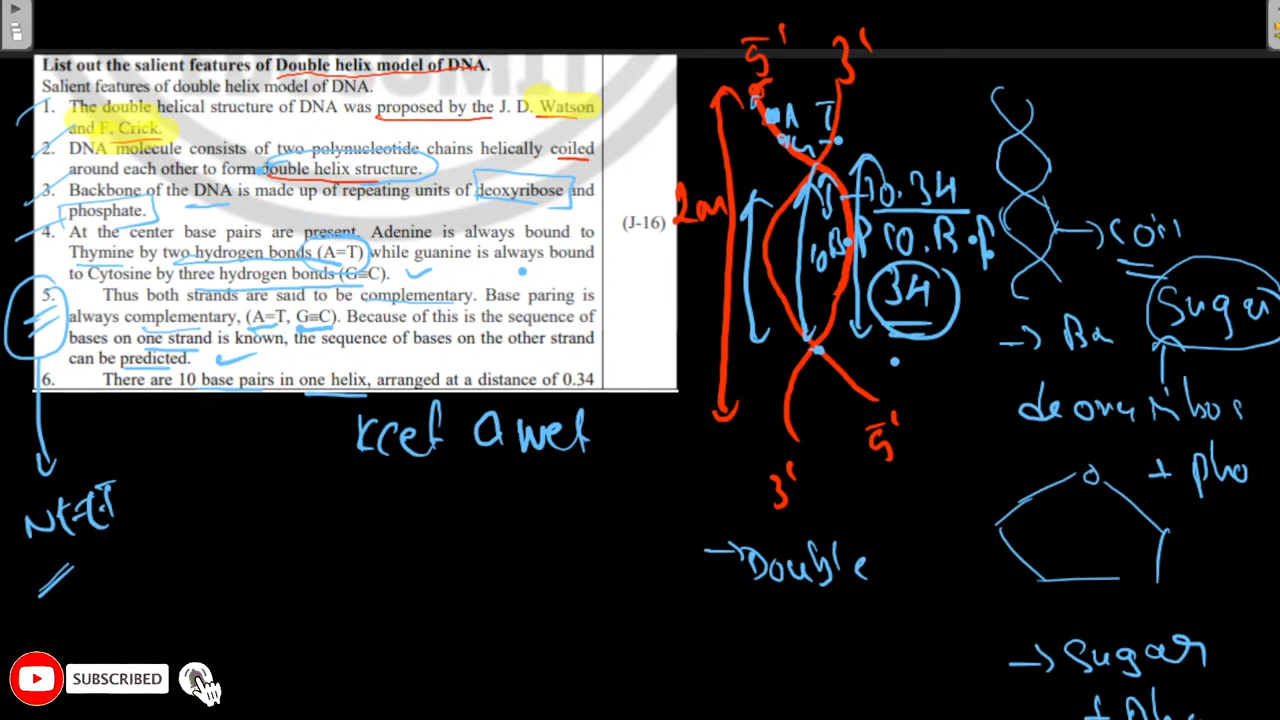 List out the salient features of Double helix model of DNA.
Salient features of double helix model of DNA.
1. The double helical structure of DNA was proposed by the J. D. Watson
and F. Crick.
2. DNA molecule consists of two polynucleotide chains helically coiled
around each other to form double helix structure.
3. Backbone of the DNA is made up of repeating units of deoxyribose and
phosphate.
4. At the center base pairs are present, Adenine is always bound to
Thymine by two hydrogen bonds (A=T) while guanine is always bound
to Cytosine by three hydrogen bonds (G≡C).
5. Thus both strands are said to be complementary. Base paring is
always complementary, (A=T, G≡C). Because of this is the sequence of
bases on one strand is known, the sequence of bases on the other strand
can be predicted.
6. There are 10 base pairs in one helix, arranged at a distance of 0.34
(J-16)
kcet
NEET
5' 3'
A T
0.34
10.B.P
34
3' 5'
→ Double
→ coil
Sugar
→ Ba
+ pho
O
→ Sugar
+ Pho
SUBSCRIBED